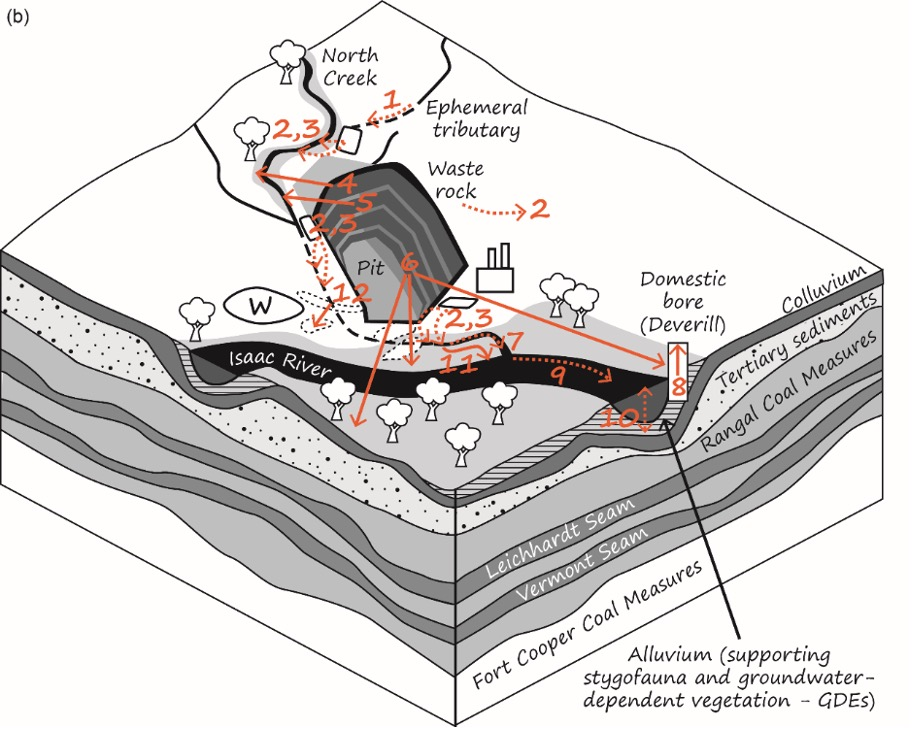 (b)
North
Creek
1
Ephemeral
tributary
2,3
Waste
rock
4
5
2
2,3
Pit
6
12
W
Domestic
bore
(Deverill)
Colluvium
Tertiary sediments
Rangal Coal Measures
2,3
7
11
Isaac River
9
8
10
Leichhardt Seam
Vermont Seam
Fort Cooper Coal Measures
Alluvium (supporting
stygofauna and groundwater-
dependent vegetation - GDEs)